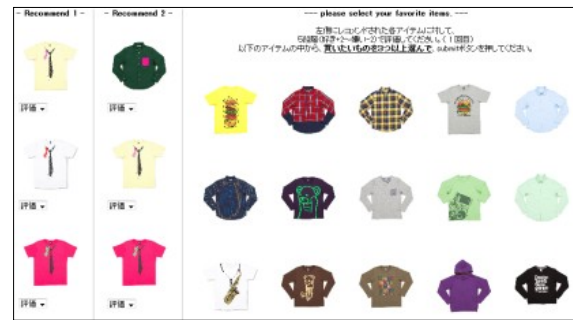 - Recommend 1 -
- Recommend 2 -
--- please select your favorite items. ---
左側にレコメンドされた各アイテムに対して、
5段階(好き+2～嫌い-2)で評価してください。(1回目)
以下のアイテムの中から、買いたいものを3つ以上選んで、submitボタンを押してください。
評価
評価
評価
評価
評価
評価